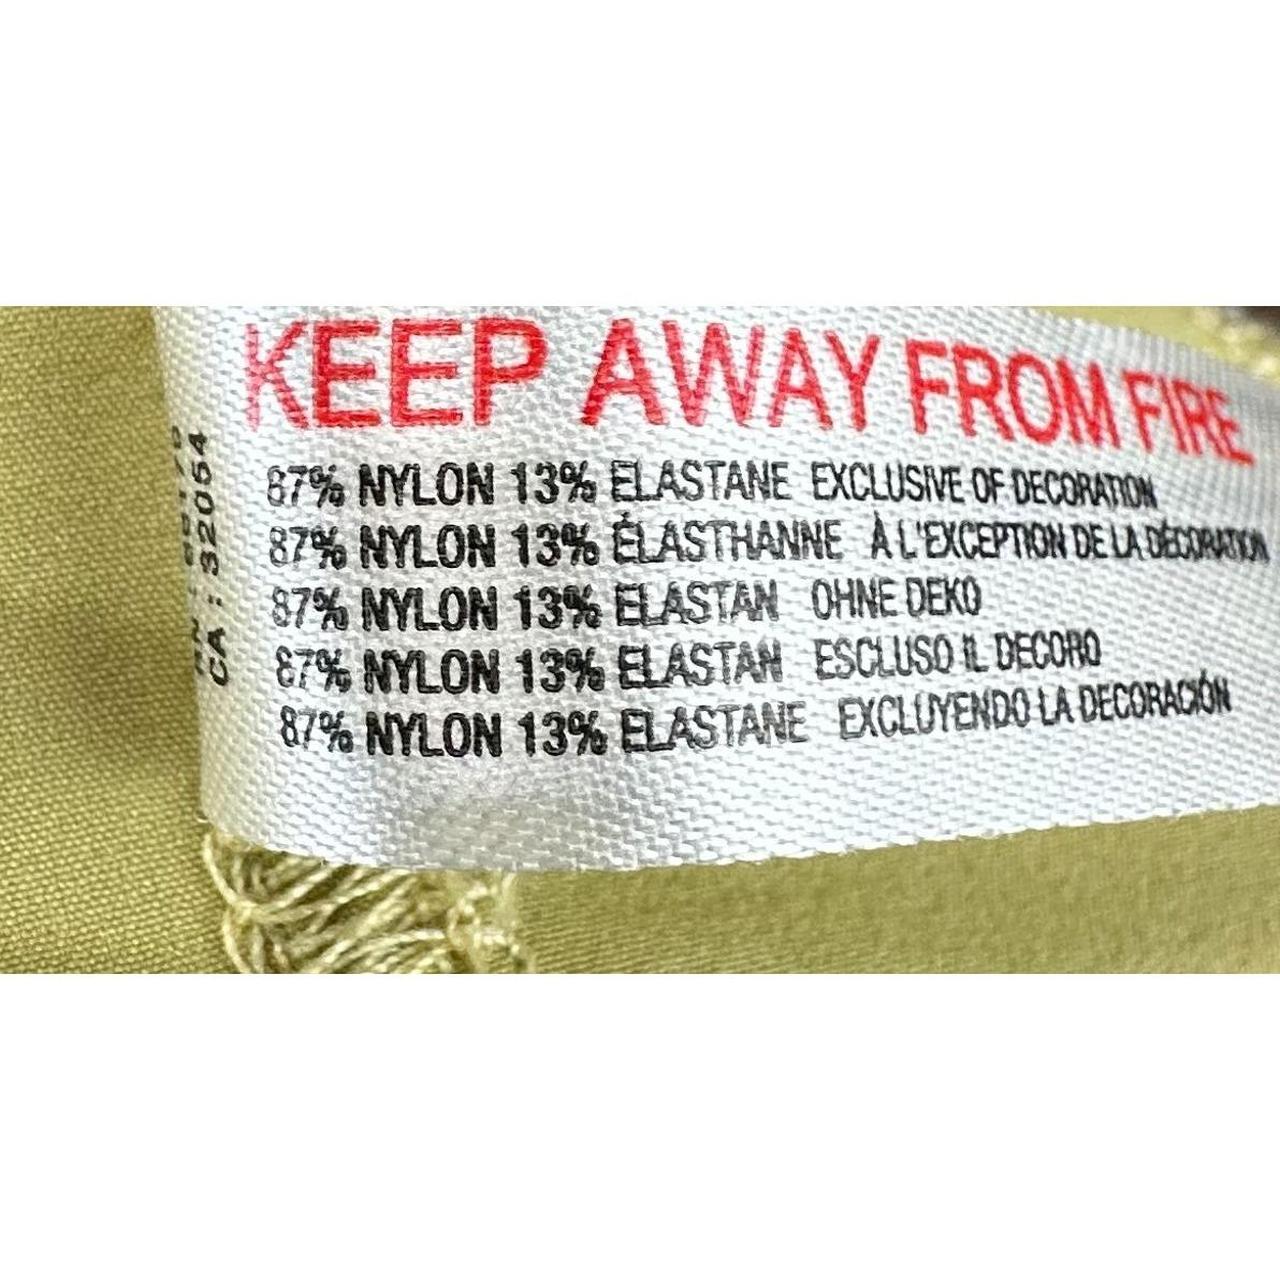 KEEP AWAY FROM FIRE
87% NYLON 13% ELASTANE EXCLUSIVE OF DECORATION
87% NYLON 13% ÉLASTHANNE À L'EXCEPTION DE LA DÉCORATION
87% NYLON 13% ELASTAN OHNE DEKO
87% NYLON 13% ELASTAN ESCLUSO IL DECORO
87% NYLON 13% ELASTANE EXCLUYENDO LA DECORACIÓN
CA : 32054